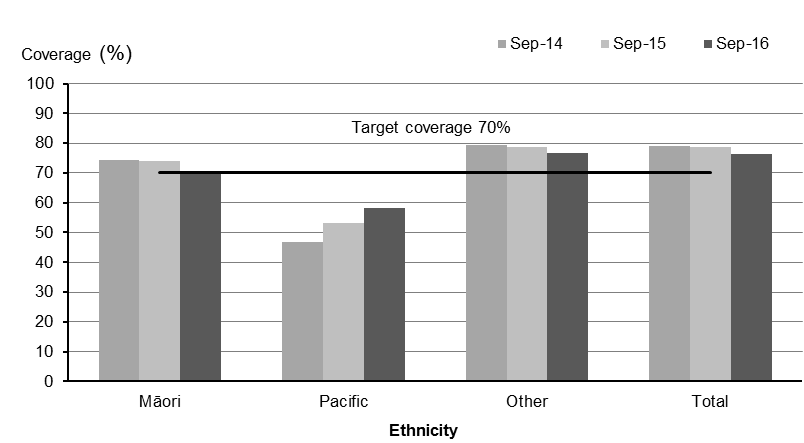 Coverage (%)
Sep-14 Sep-15 Sep-16
100
90
80
70
60
50
40
30
20
10
0
Target coverage 70%
Māori Pacific Other Total
Ethnicity